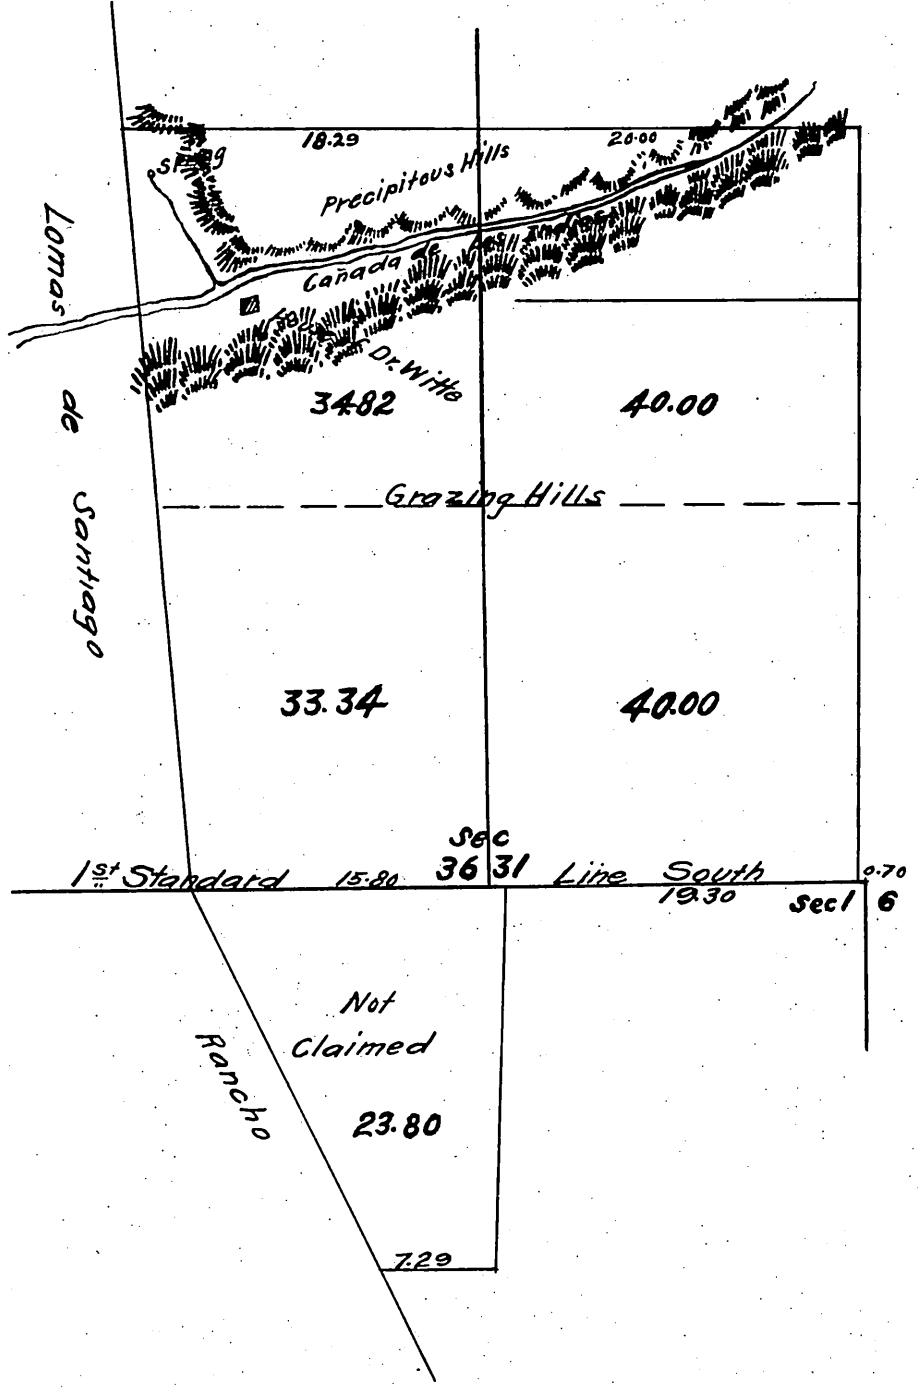 18.29
20.00
Spring
Precipitous Hills
Cañada de Las
Lomas de Santiago
Dr. Witte
34.82
40.00
Grazing Hills
33.34
40.00
Sec
36 31
1st Standard 15.80 Line South
0.70
19.30
Sec 1 6
Not
Claimed
Rancho
23.80
7.29